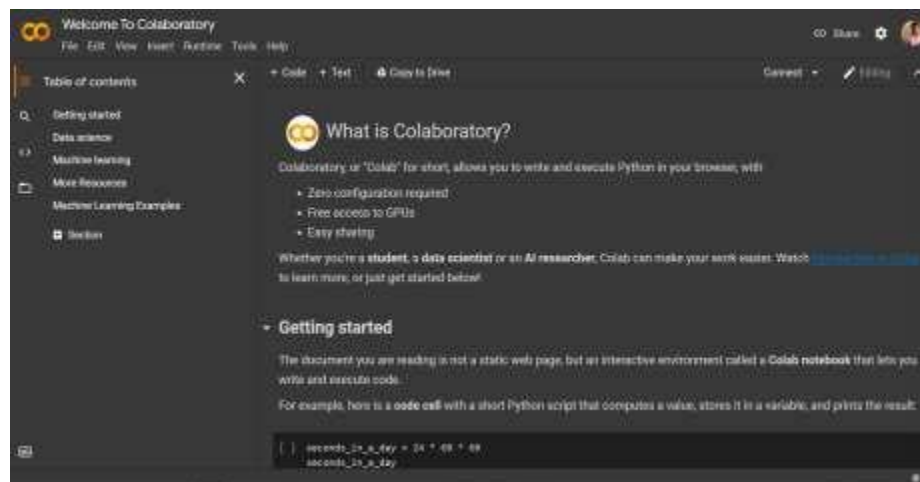 Welcome To Colaboratory
File Edit View Insert Runtime Tools Help
Share
Table of contents
+ Code + Text Copy to Drive
Connect
Editing
Getting started
Data science
Machine learning
More Resources
Machine Learning Examples
Section
What is Colaboratory?
Colaboratory, or "Colab" for short, allows you to write and execute Python in your browser, with
• Zero configuration required
• Free access to GPUs
• Easy sharing
Whether you're a student, a data scientist or an AI researcher, Colab can make your work easier. Watch
to learn more, or just get started below!
Getting started
The document you are reading is not a static web page, but an interactive environment called a Colab notebook that lets you
write and execute code.
For example, here is a code cell with a short Python script that computes a value, stores it in a variable, and prints the result:
[ ] seconds_in_a_day = 24 * 60 * 60
seconds_in_a_day